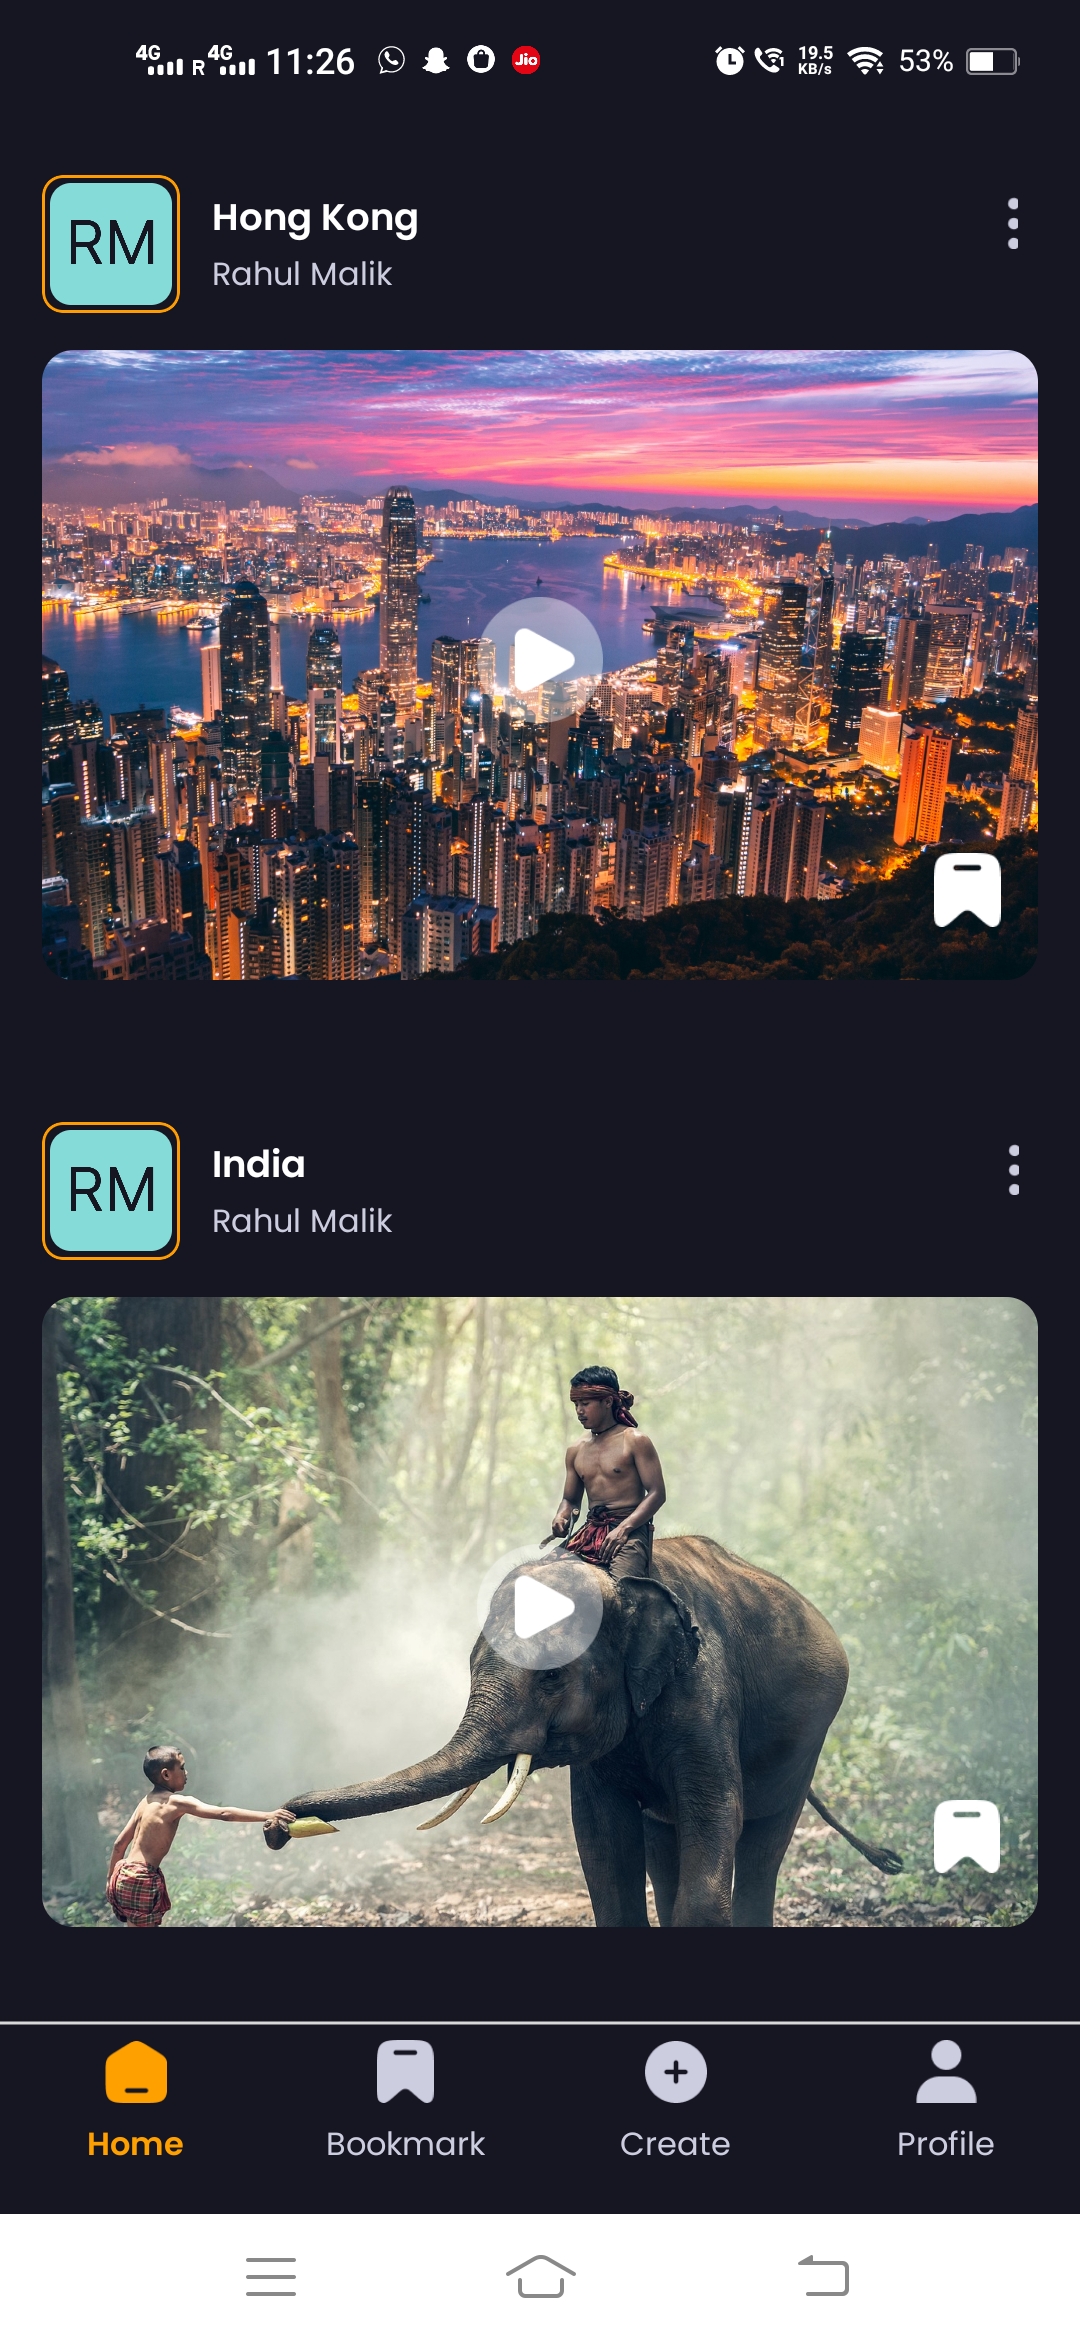 4G R 4G 11:26 Jio 19.5 KB/s 53%
RM
Hong Kong
Rahul Malik
RM
India
Rahul Malik
Home Bookmark Create Profile